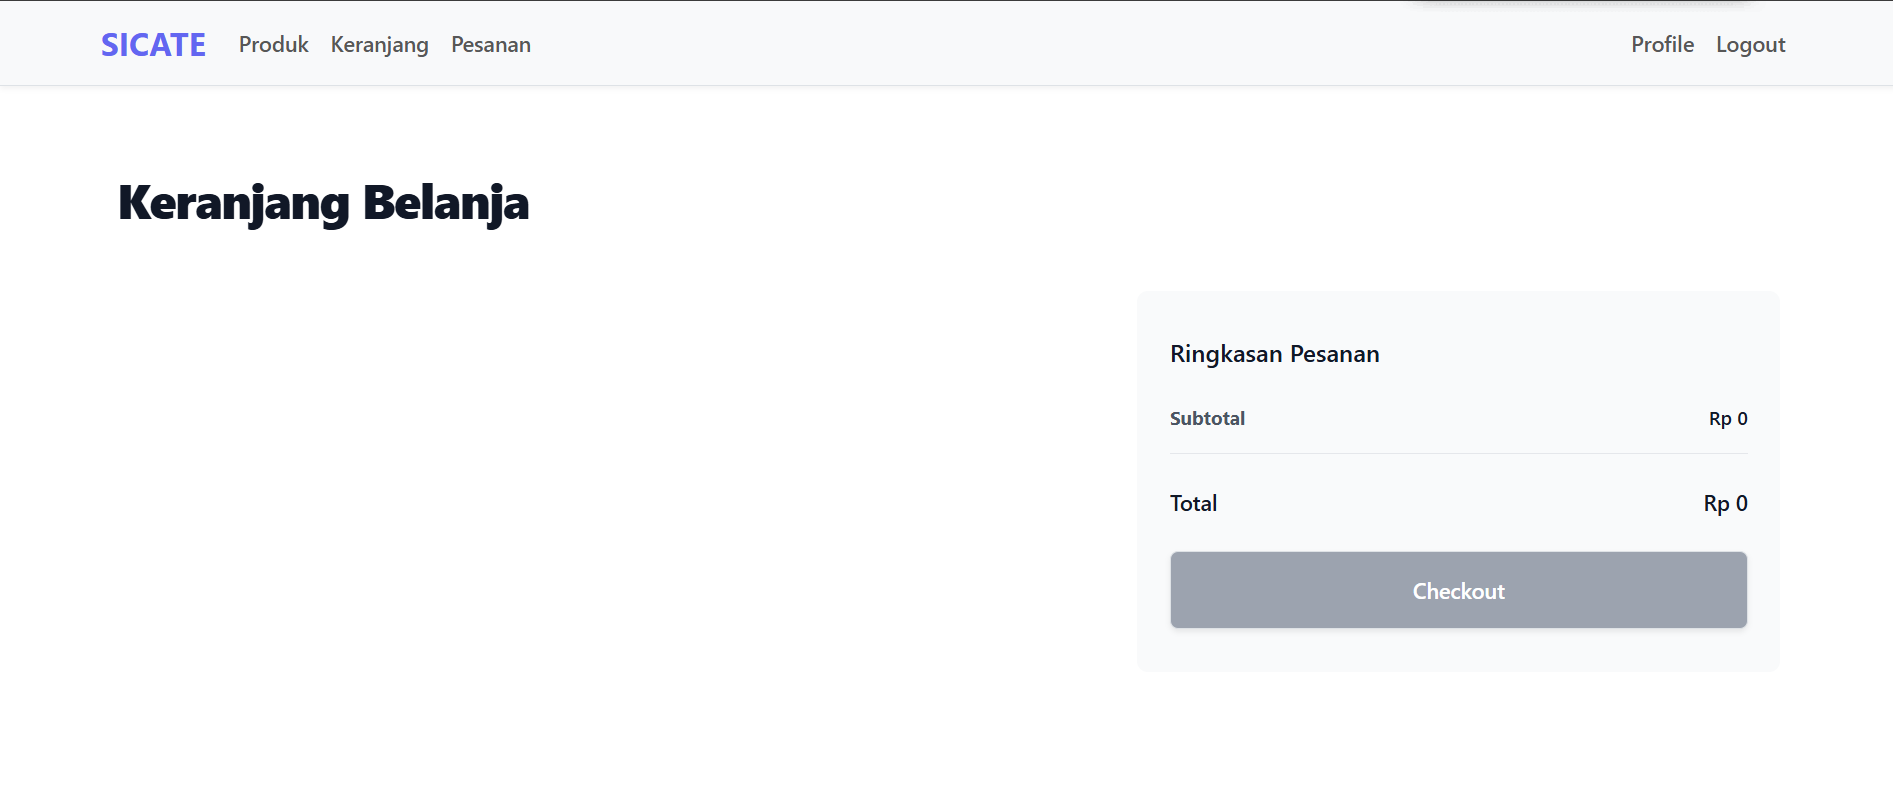 SICATE Produk Keranjang Pesanan Profile Logout
Keranjang Belanja
Ringkasan Pesanan
Subtotal Rp 0
Total Rp 0
Checkout